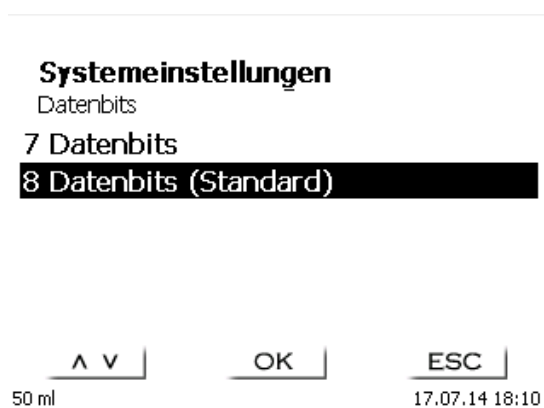 Systemeinstellungen
Datenbits
7 Datenbits
8 Datenbits (Standard)
∧ ∨ OK ESC
50 ml 17.07.14 18:10